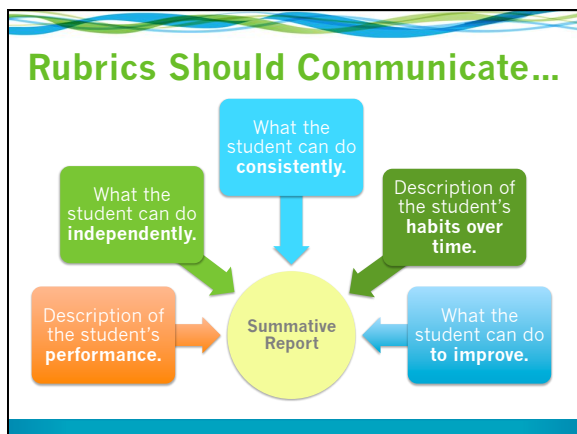 Rubrics Should Communicate...
What the
student can do
consistently.
What the
student can do
independently.
Description of
the student's
habits over
time.
Description of
the student's
performance.
Summative
Report
What the
student can do
to improve.